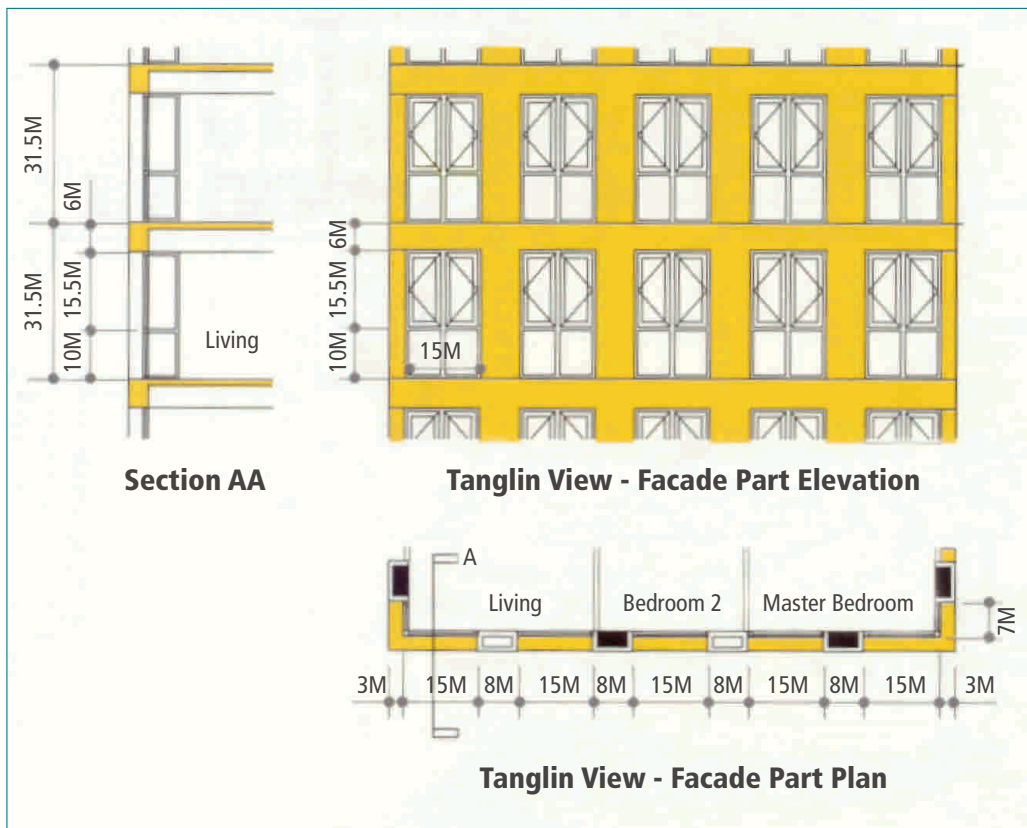 31.5M
6M
31.5M
15.5M
10M
Living
Section AA
6M
15.5M
10M
15M
Tanglin View - Facade Part Elevation
A
Living
Bedroom 2
Master Bedroom
7M
3M 15M 8M 15M 8M 15M 8M 15M 8M 15M 3M
Tanglin View - Facade Part Plan